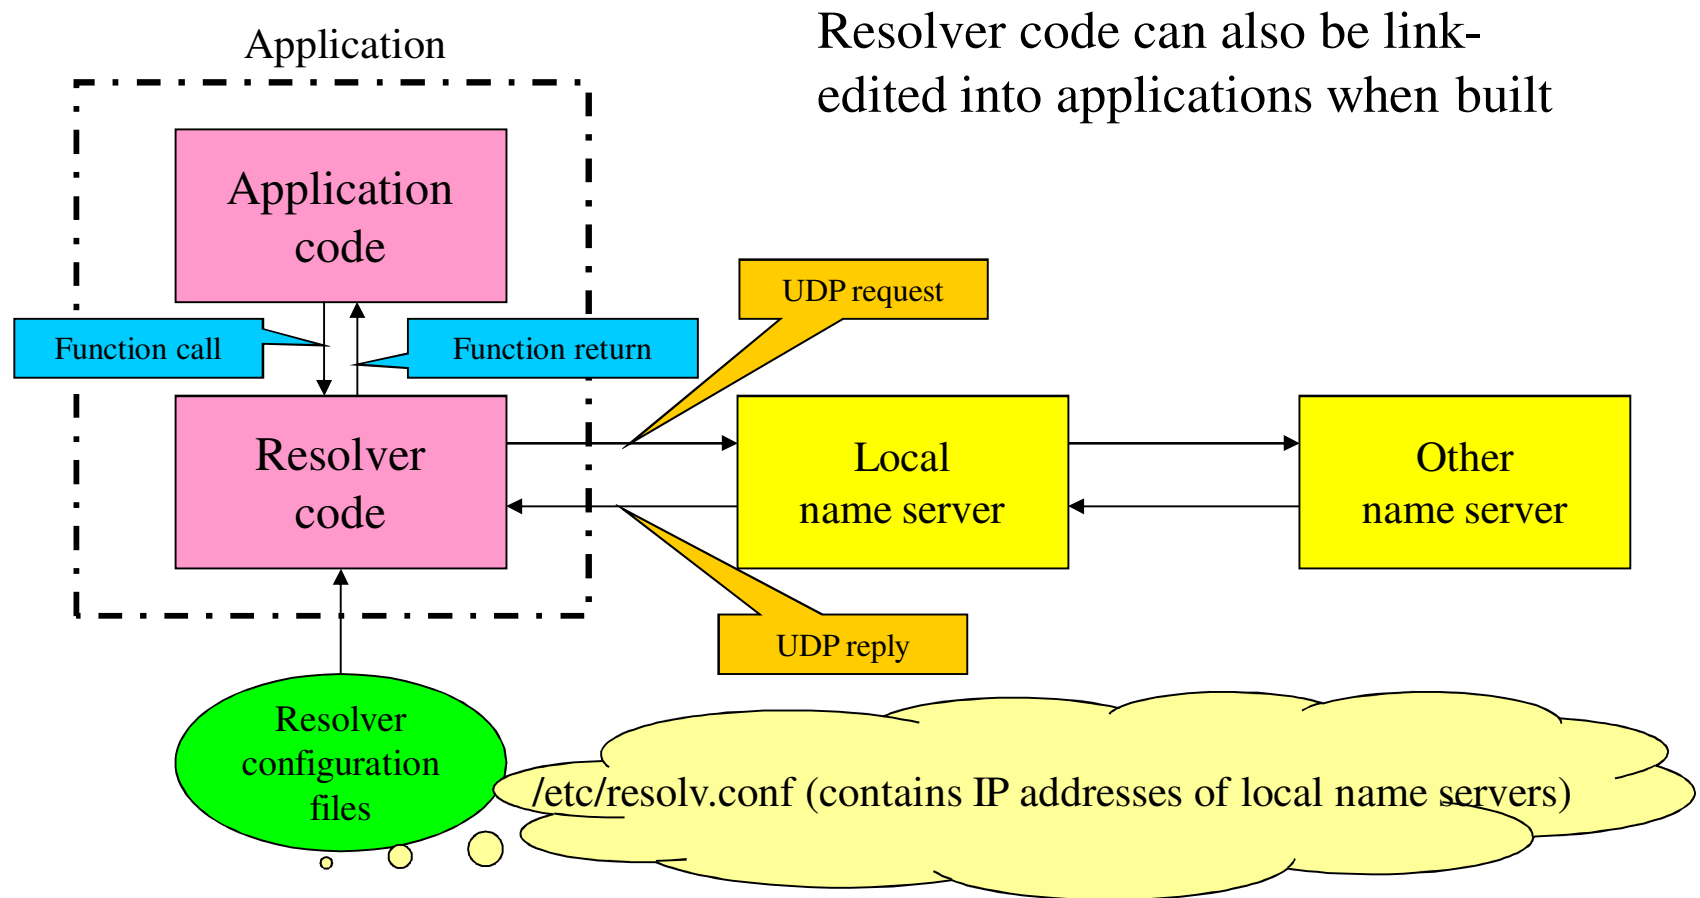 Application
Resolver code can also be link-
edited into applications when built
Application
code
UDP request
Function call
Function return
Resolver
code
Local
name server
Other
name server
UDP reply
Resolver
configuration
files
/etc/resolv.conf (contains IP addresses of local name servers)